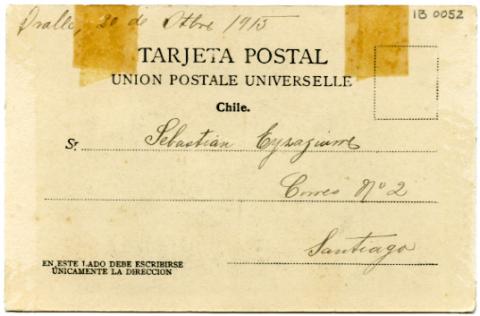 Ovalle, 20 de Otbre 1915
IB 0052
TARJETA POSTAL
UNION POSTALE UNIVERSELLE
Chile.
Sr. Sebastián Eyzaguirre
Correo Nº 2
Santiago
EN ESTE LADO DEBE ESCRIBIRSE
ÚNICAMENTE LA DIRECCION